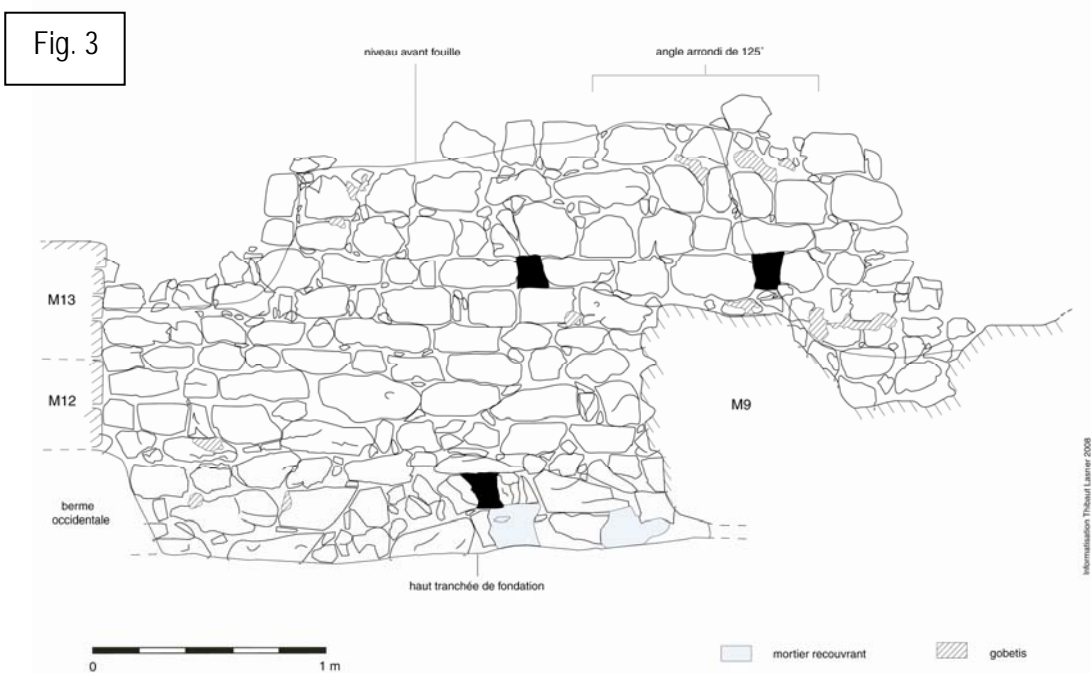 Fig. 3
niveau avant fouille
angle arrondi de 125°
M13
M12
M9
berme
occidentale
haut tranchée de fondation
0
1 m
mortier recouvrant
gobetis
Informatisation Thibaut Lasnier 2008